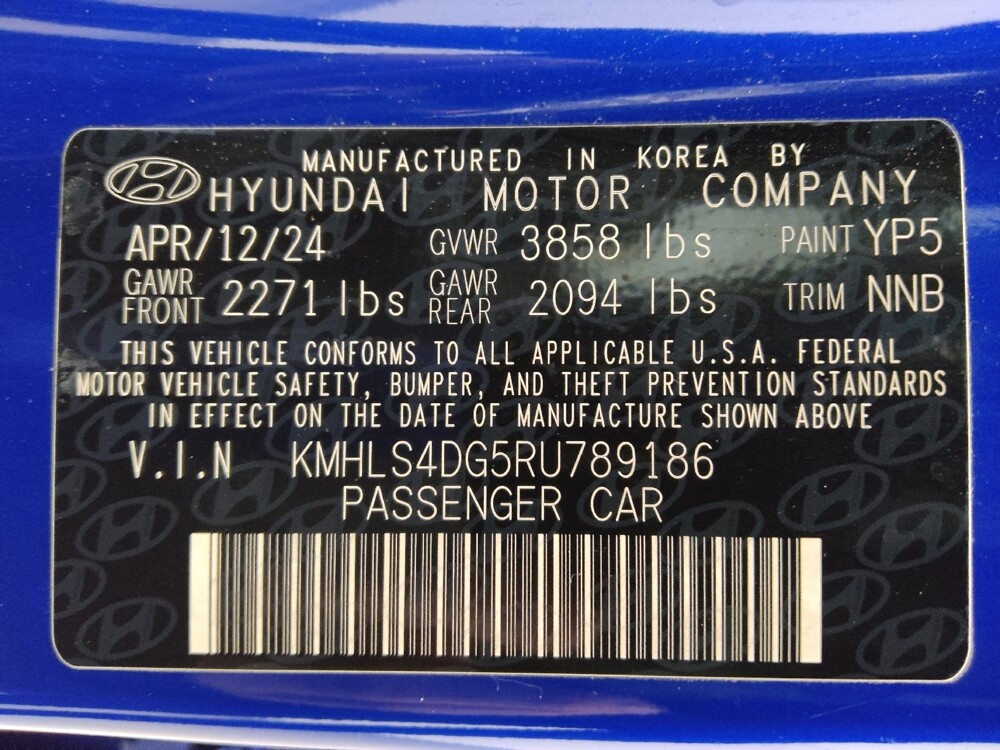 MANUFACTURED IN KOREA BY
HYUNDAI MOTOR COMPANY
APR/12/24 GVWR 3858 lbs PAINT YP5
GAWR FRONT 2271 lbs GAWR REAR 2094 lbs TRIM NNB
THIS VEHICLE CONFORMS TO ALL APPLICABLE U.S.A. FEDERAL
MOTOR VEHICLE SAFETY, BUMPER, AND THEFT PREVENTION STANDARDS
IN EFFECT ON THE DATE OF MANUFACTURE SHOWN ABOVE
V.I.N KMHLS4DG5RU789186
PASSENGER CAR